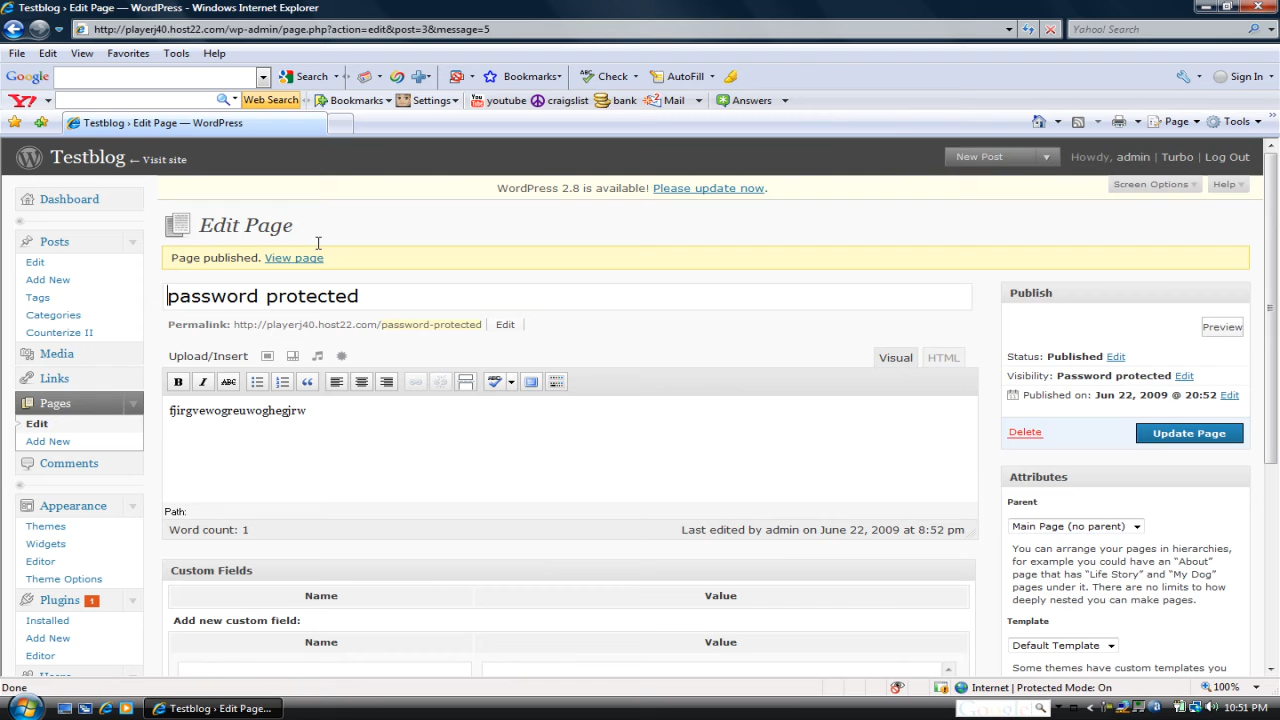 Testblog › Edit Page — WordPress - Windows Internet Explorer
http://playerj40.host22.com/wp-admin/page.php?action=edit&post=3&message=5
Yahoo! Search
File Edit View Favorites Tools Help
Google Search Bookmarks Check AutoFill Sign In
Y! Web Search Bookmarks Settings youtube craigslist bank Mail Answers
Testblog › Edit Page — WordPress
Page Tools
Testblog ← Visit site
New Post
Howdy, admin | Turbo | Log Out
WordPress 2.8 is available! Please update now.
Screen Options
Help
Dashboard
Posts
Edit
Add New
Tags
Categories
Counterize II
Media
Links
Pages
Edit
Add New
Comments
Appearance
Themes
Widgets
Editor
Theme Options
Plugins 1
Installed
Add New
Editor
Users
Edit Page
Page published. View page
password protected
Permalink: http://playerj40.host22.com/password-protected Edit
Upload/Insert
Visual
HTML
B I ABC
fjirgvewogreuwoghegjrw
Path:
Word count: 1
Last edited by admin on June 22, 2009 at 8:52 pm
Custom Fields
Name Value
Add new custom field:
Name Value
Publish
Preview
Status: Published Edit
Visibility: Password protected Edit
Published on: Jun 22, 2009 @ 20:52 Edit
Delete
Update Page
Attributes
Parent
Main Page (no parent)
You can arrange your pages in hierarchies,
for example you could have an “About”
page that has “Life Story” and “My Dog”
pages under it. There are no limits to how
deeply nested you can make pages.
Template
Default Template
Some themes have custom templates you
Done
Internet | Protected Mode: On
100%
Testblog › Edit Page...
Google
10:51 PM